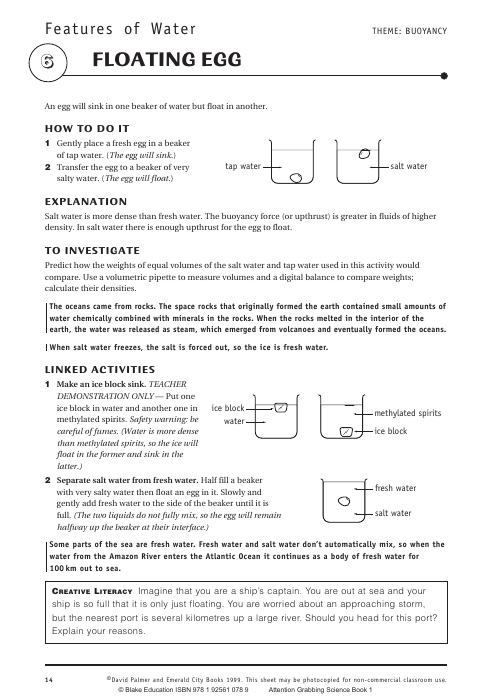 Features of Water
THEME: BUOYANCY
6
FLOATING EGG
An egg will sink in one beaker of water but float in another.
HOW TO DO IT
1 Gently place a fresh egg in a beaker
of tap water. (The egg will sink.)
2 Transfer the egg to a beaker of very
salty water. (The egg will float.)
tap water
salt water
EXPLANATION
Salt water is more dense than fresh water. The buoyancy force (or upthrust) is greater in fluids of higher
density. In salt water there is enough upthrust for the egg to float.
TO INVESTIGATE
Predict how the weights of equal volumes of the salt water and tap water used in this activity would
compare. Use a volumetric pipette to measure volumes and a digital balance to compare weights;
calculate their densities.
The oceans came from rocks. The space rocks that originally formed the earth contained small amounts of
water chemically combined with minerals in the rocks. When the rocks melted in the interior of the
earth, the water was released as steam, which emerged from volcanoes and eventually formed the oceans.
When salt water freezes, the salt is forced out, so the ice is fresh water.
LINKED ACTIVITIES
1 Make an ice block sink. TEACHER
DEMONSTRATION ONLY — Put one
ice block in water and another one in
methylated spirits. Safety warning: be
careful of fumes. (Water is more dense
than methylated spirits, so the ice will
float in the former and sink in the
latter.)
ice block
water
methylated spirits
ice block
2 Separate salt water from fresh water. Half fill a beaker
with very salty water then float an egg in it. Slowly and
gently add fresh water to the side of the beaker until it is
full. (The two liquids do not fully mix, so the egg will remain
halfway up the beaker at their interface.)
fresh water
salt water
Some parts of the sea are fresh water. Fresh water and salt water don't automatically mix, so when the
water from the Amazon River enters the Atlantic Ocean it continues as a body of fresh water for
100 km out to sea.
CREATIVE LITERACY Imagine that you are a ship's captain. You are out at sea and your
ship is so full that it is only just floating. You are worried about an approaching storm,
but the nearest port is several kilometres up a large river. Should you head for this port?
Explain your reasons.
14
©David Palmer and Emerald City Books 1999. This sheet may be photocopied for non-commercial classroom use.
© Blake Education ISBN 978 1 92561 078 9 Attention Grabbing Science Book 1